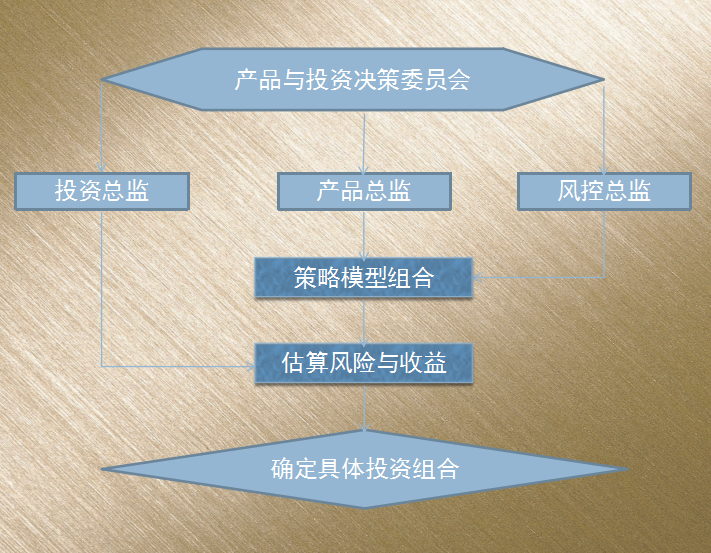 产品与投资决策委员会
投资总监
产品总监
风控总监
策略模型组合
估算风险与收益
确定具体投资组合